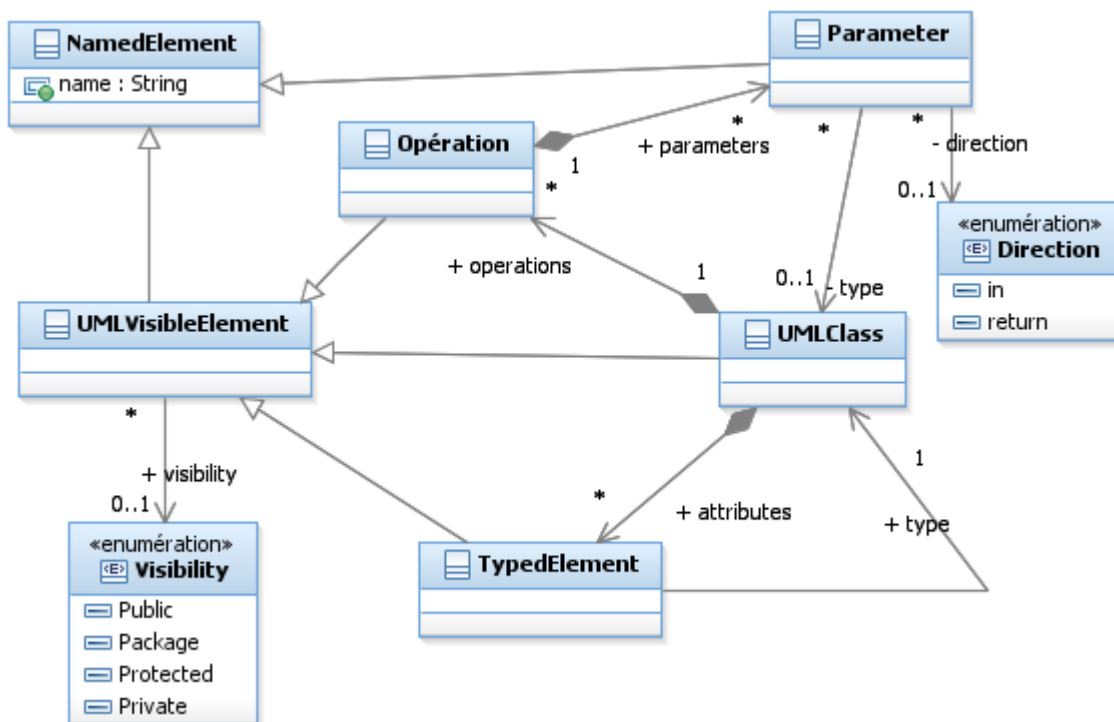 NamedElement
name : String
Parameter
Opération
1
*
+ parameters
*
*
*
- direction
0..1
«enumération»
<E> Direction
in
return
+ operations
1
0..1
- type
UMLVisibleElement
UMLClass
*
+ visibility
0..1
*
+ attributes
1
+ type
«enumération»
<E> Visibility
Public
Package
Protected
Private
TypedElement